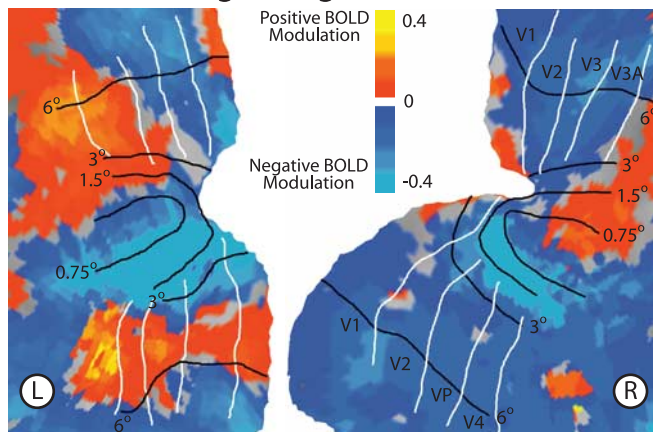 Positive BOLD
Modulation
0.4
0
Negative BOLD
Modulation
-0.4
6°
3°
1.5°
0.75°
3°
6°
L
V1
V2
V3
V3A
6°
3°
1.5°
0.75°
3°
V1
V2
VP
V4
6°
R